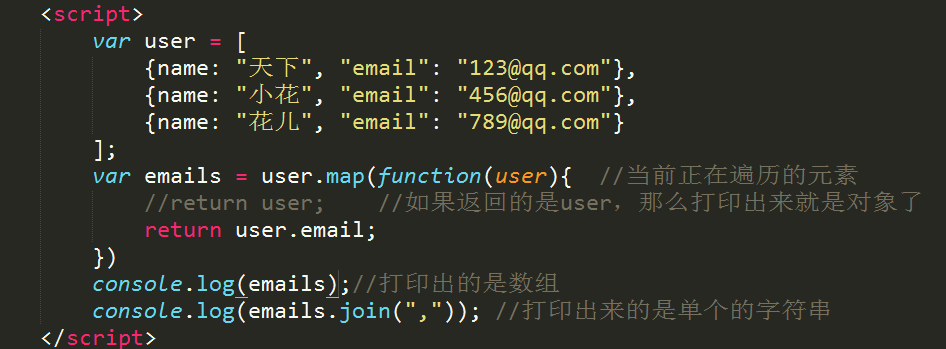 <script>
var user = [
{name: "天下", "email": "123@qq.com"},
{name: "小花", "email": "456@qq.com"},
{name: "花儿", "email": "789@qq.com"}
];
var emails = user.map(function(user){  //当前正在遍历的元素
//return user;    //如果返回的是user，那么打印出来就是对象了
return user.email;
})
console.log(emails);//打印出的是数组
console.log(emails.join(",")); //打印出来的是单个的字符串
</script>